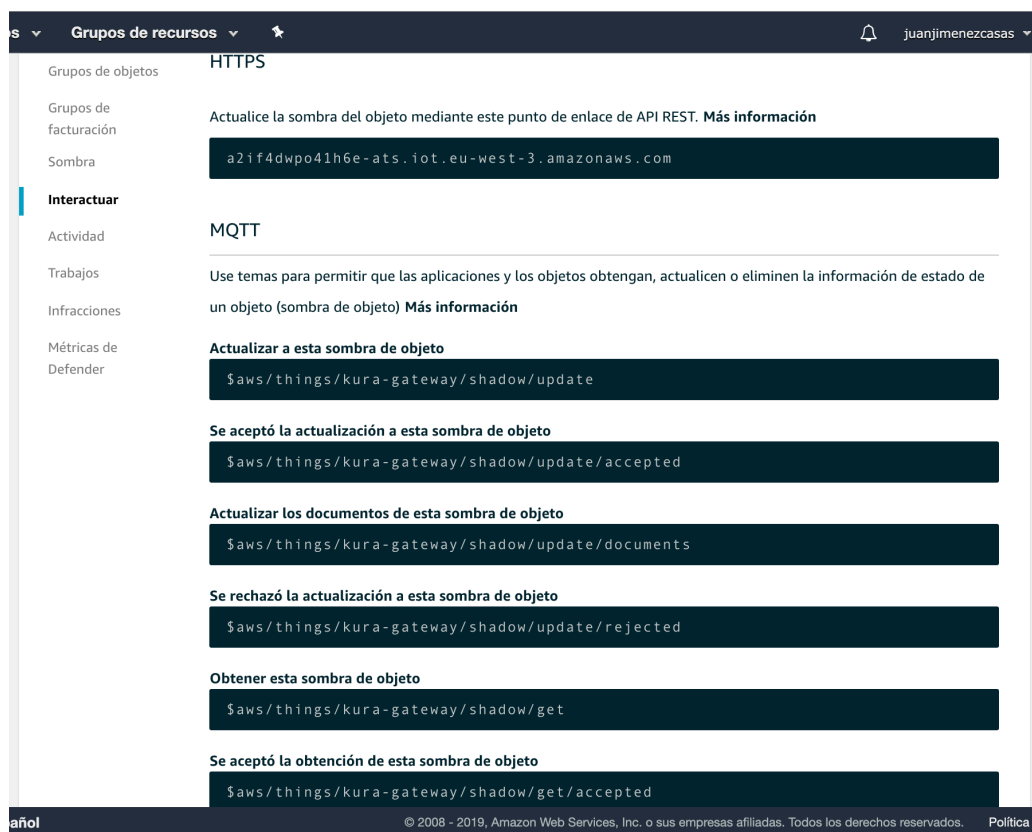 Grupos de recursos
juanjimenezcasas
Grupos de objetos
Grupos de
facturación
Sombra
Interactuar
Actividad
Trabajos
Infracciones
Métricas de
Defender
HTTPS
Actualice la sombra del objeto mediante este punto de enlace de API REST. Más información
a2if4dwpo41h6e-ats.iot.eu-west-3.amazonaws.com
MQTT
Use temas para permitir que las aplicaciones y los objetos obtengan, actualicen o eliminen la información de estado de
un objeto (sombra de objeto) Más información
Actualizar a esta sombra de objeto
$aws/things/kura-gateway/shadow/update
Se aceptó la actualización a esta sombra de objeto
$aws/things/kura-gateway/shadow/update/accepted
Actualizar los documentos de esta sombra de objeto
$aws/things/kura-gateway/shadow/update/documents
Se rechazó la actualización a esta sombra de objeto
$aws/things/kura-gateway/shadow/update/rejected
Obtener esta sombra de objeto
$aws/things/kura-gateway/shadow/get
Se aceptó la obtención de esta sombra de objeto
$aws/things/kura-gateway/shadow/get/accepted
© 2008 - 2019, Amazon Web Services, Inc. o sus empresas afiliadas. Todos los derechos reservados. Política